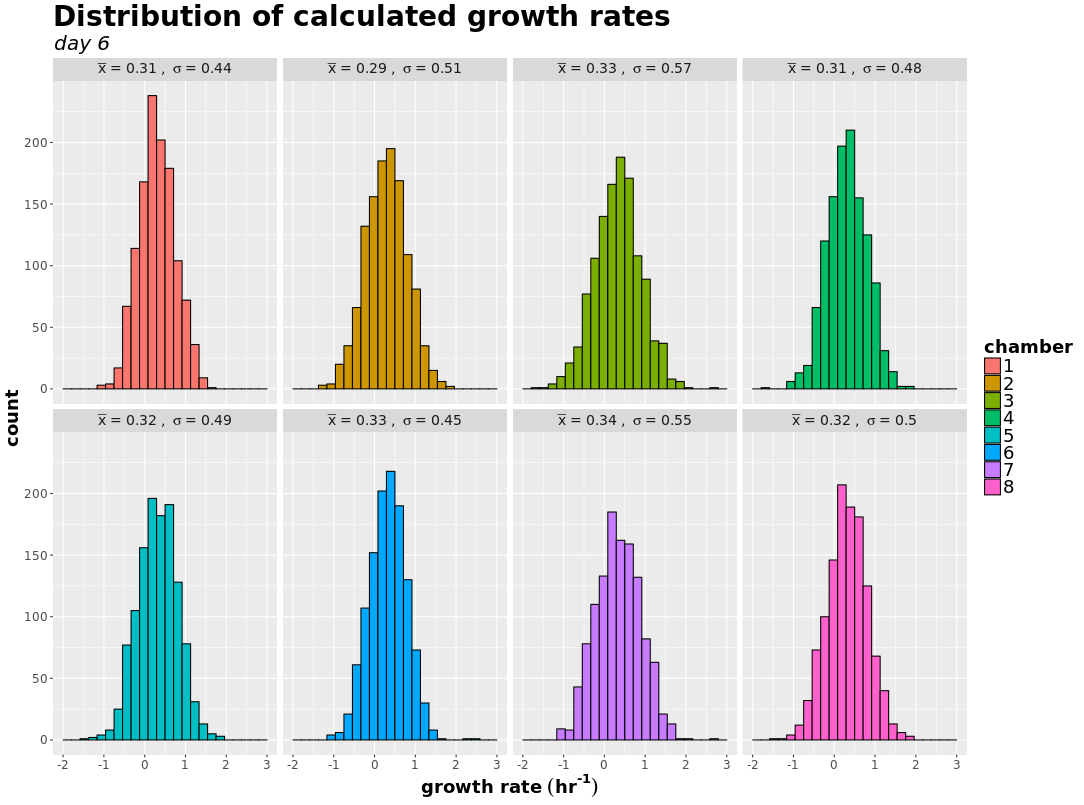 Distribution of calculated growth rates
day 6
x̅ = 0.31 , σ = 0.44
x̅ = 0.29 , σ = 0.51
x̅ = 0.33 , σ = 0.57
x̅ = 0.31 , σ = 0.48
200
150
100
50
0
x̅ = 0.32 , σ = 0.49
x̅ = 0.33 , σ = 0.45
x̅ = 0.34 , σ = 0.55
x̅ = 0.32 , σ = 0.5
200
150
100
50
0
-2 -1 0 1 2 3
-2 -1 0 1 2 3
-2 -1 0 1 2 3
-2 -1 0 1 2 3
growth rate (hr⁻¹)
count
chamber
1
2
3
4
5
6
7
8